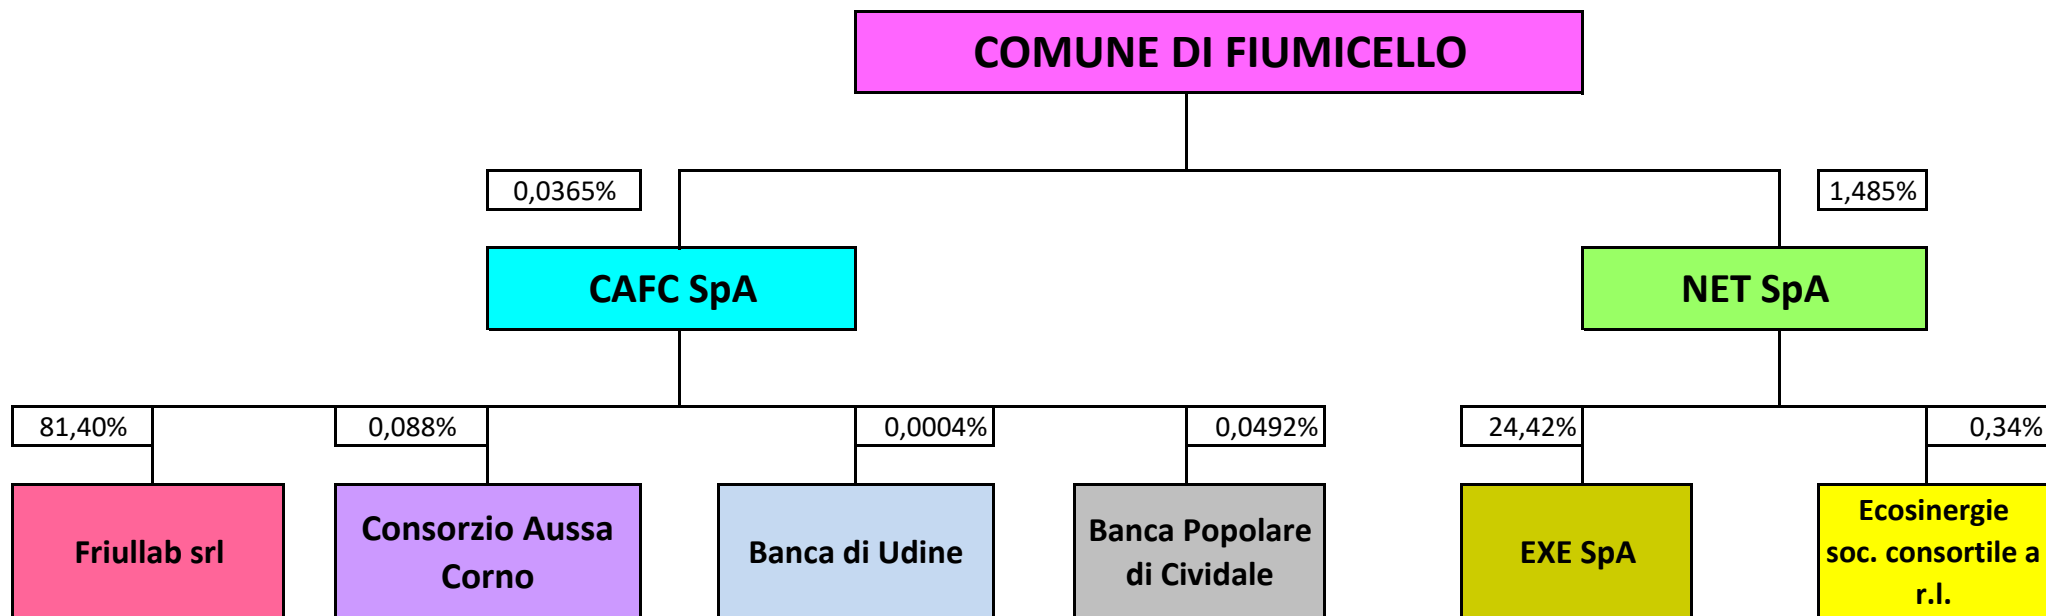 COMUNE DI FIUMICELLO
0,0365%
1,485%
CAFC SpA
NET SpA
81,40%
0,088%
0,0004%
0,0492%
24,42%
0,34%
Friullab srl
Consorzio Aussa
Corno
Banca di Udine
Banca Popolare
di Cividale
EXE SpA
Ecosinergie
soc. consortile a
r.l.